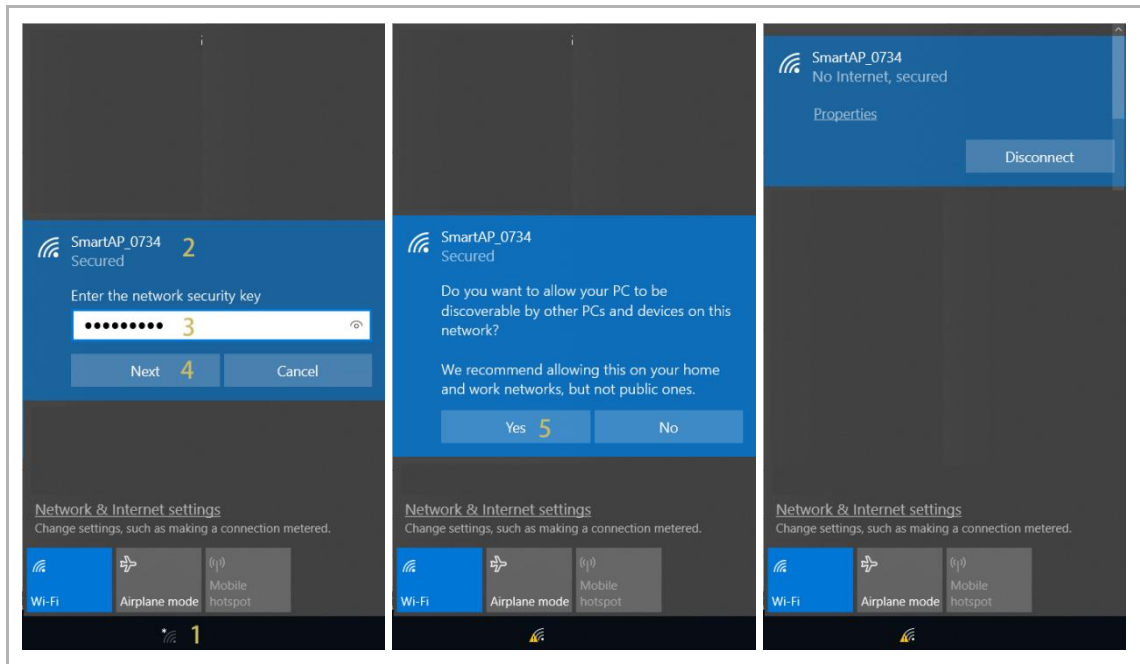 SmartAP_0734 2
Secured
Enter the network security key
••••••••• 3
Next 4 Cancel
Network & Internet settings
Change settings, such as making a connection metered.
Wi-Fi
Airplane mode
Mobile
hotspot
1
SmartAP_0734
Secured
Do you want to allow your PC to be
discoverable by other PCs and devices on this
network?
We recommend allowing this on your home
and work networks, but not public ones.
Yes 5 No
Network & Internet settings
Change settings, such as making a connection metered.
Wi-Fi
Airplane mode
Mobile
hotspot
SmartAP_0734
No Internet, secured
Properties
Disconnect
Network & Internet settings
Change settings, such as making a connection metered.
Wi-Fi
Airplane mode
Mobile
hotspot